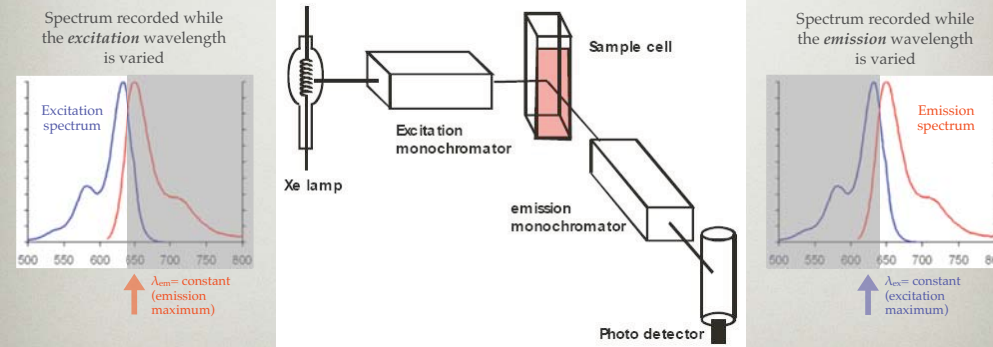 Spectrum recorded while
the excitation wavelength
is varied
Excitation
spectrum
500 550 600 650 700 750 800
λem= constant
(emission
maximum)
Xe lamp
Excitation
monochromator
Sample cell
emission
monochromator
Photo detector
Spectrum recorded while
the emission wavelength
is varied
Emission
spectrum
500 550 600 650 700 750
λex= constant
(excitation
maximum)